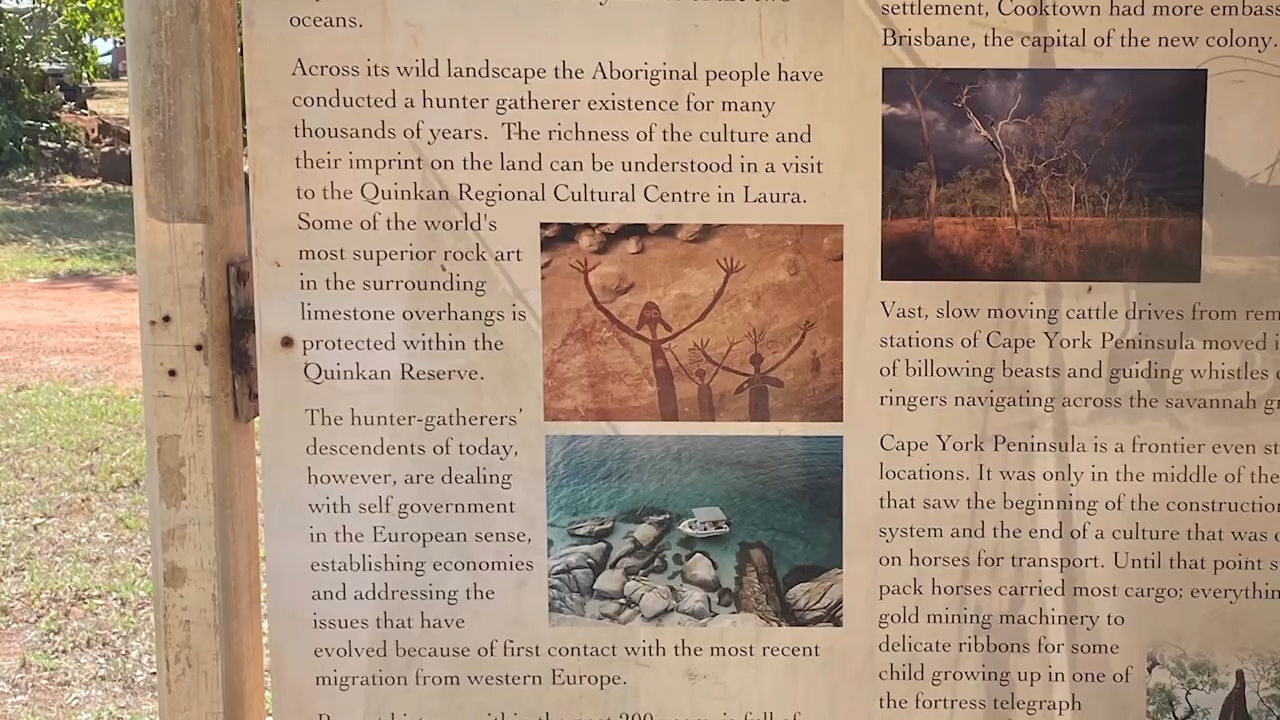 oceans.
Across its wild landscape the Aboriginal people have
conducted a hunter gatherer existence for many
thousands of years. The richness of the culture and
their imprint on the land can be understood in a visit
to the Quinkan Regional Cultural Centre in Laura.
Some of the world's
most superior rock art
in the surrounding
limestone overhangs is
protected within the
Quinkan Reserve.
The hunter-gatherers'
descendents of today,
however, are dealing
with self government
in the European sense,
establishing economies
and addressing the
issues that have
evolved because of first contact with the most recent
migration from western Europe.
settlement, Cooktown had more embass
Brisbane, the capital of the new colony.
Vast, slow moving cattle drives from rem
stations of Cape York Peninsula moved i
of billowing beasts and guiding whistles
ringers navigating across the savannah g
Cape York Peninsula is a frontier even st
locations. It was only in the middle of the
that saw the beginning of the construction
system and the end of a culture that was
on horses for transport. Until that point s
pack horses carried most cargo; everythin
gold mining machinery to
delicate ribbons for some
child growing up in one of
the fortress telegraph